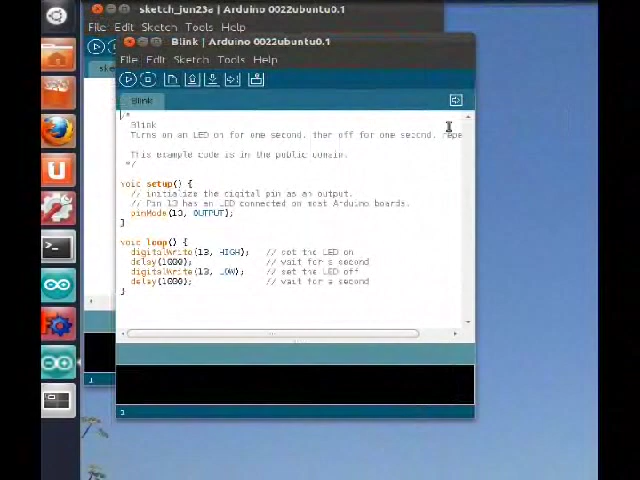 sketch_jun23a | Arduino 0022ubuntu0.1
File Edit Sketch Tools Help
Blink | Arduino 0022ubuntu0.1
File Edit Sketch Tools Help
Blink
/*
Blink
Turns on an LED on for one second, then off for one second, repe
This example code is in the public domain.
*/
void setup() {
// initialize the digital pin as an output.
// Pin 13 has an LED connected on most Arduino boards:
pinMode(13, OUTPUT);
}
void loop() {
digitalWrite(13, HIGH); // set the LED on
delay(1000); // wait for a second
digitalWrite(13, LOW); // set the LED off
delay(1000); // wait for a second
}